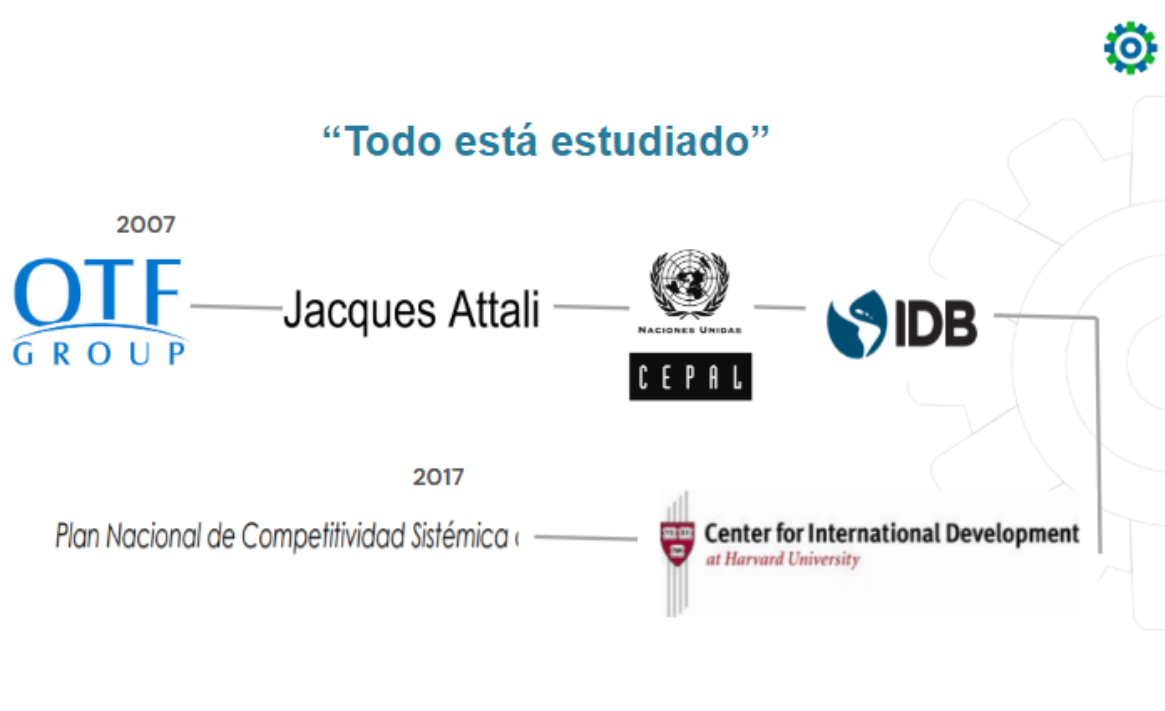 “Todo está estudiado”
2007
OTF
GROUP
Jacques Attali
NACIONES UNIDAS
CEPAL
IDB
2017
Plan Nacional de Competitividad Sistémica
Center for International Development
at Harvard University